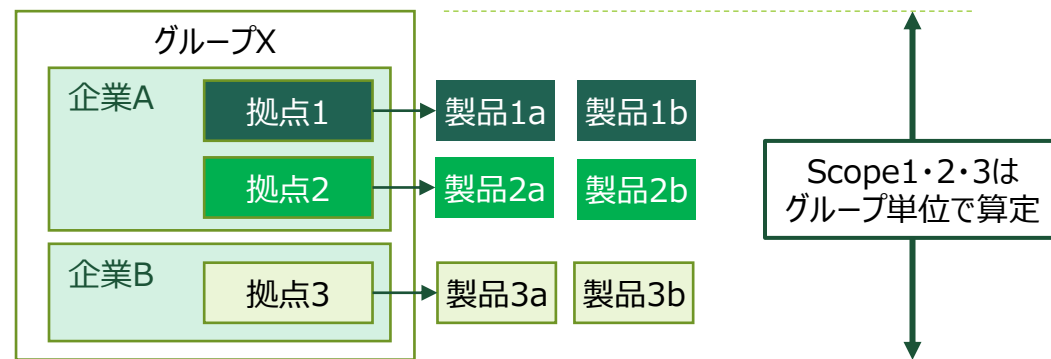 グループX
企業A
拠点1
製品1a
製品1b
拠点2
製品2a
製品2b
企業B
拠点3
製品3a
製品3b
Scope1・2・3は
グループ単位で算定